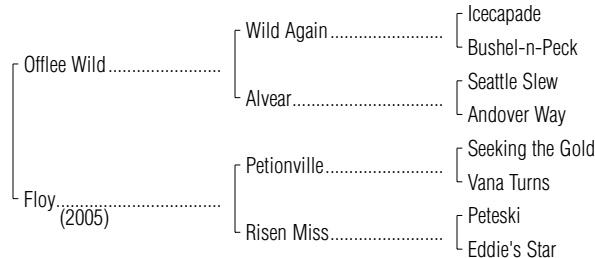 Icecapade
Wild Again
Bushel-n-Peck
Offlee Wild
Seattle Slew
Alvear
Andover Way
Seeking the Gold
Petionville
Vana Turns
Floy
(2005)
Peteski
Risen Miss
Eddie's Star